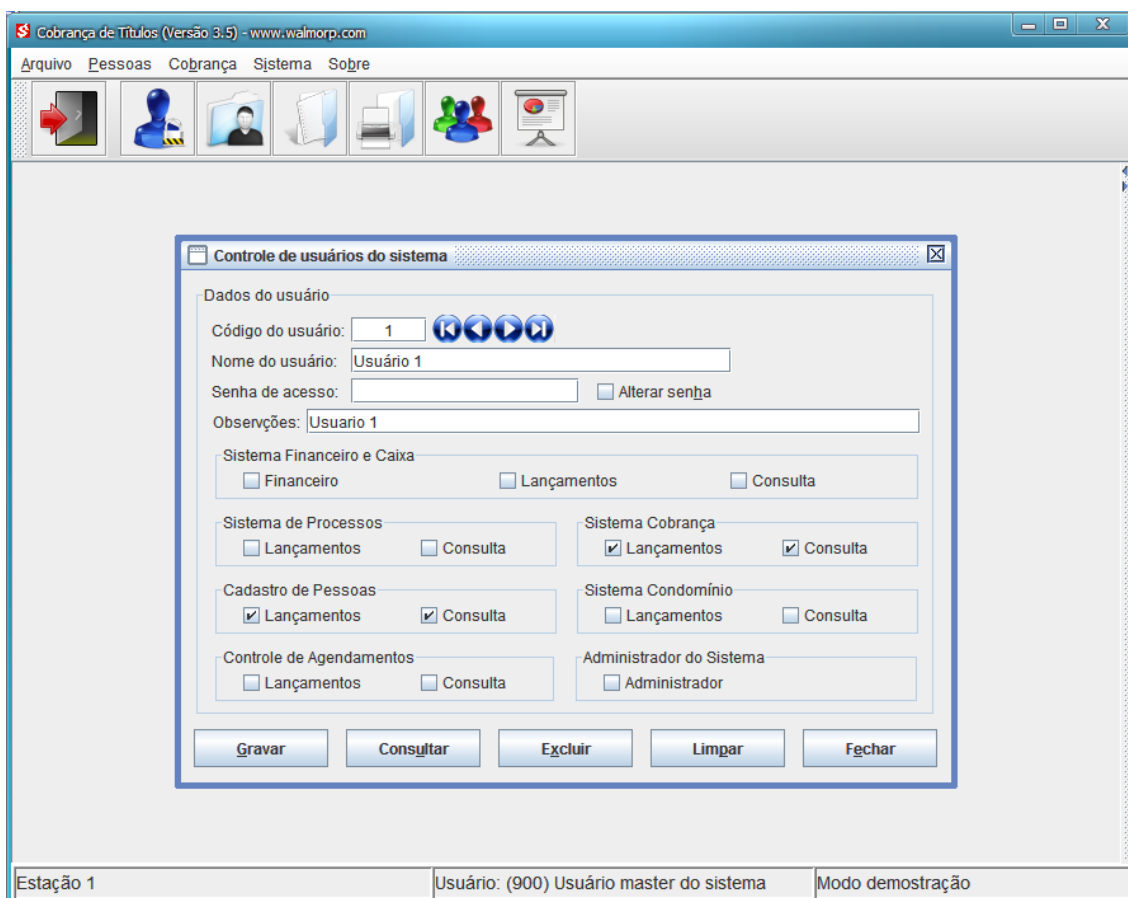 Cobrança de Títulos (Versão 3.5) - www.walmorp.com
Arquivo Pessoas Cobrança Sistema Sobre
Controle de usuários do sistema
Dados do usuário
Código do usuário: 1
Nome do usuário: Usuário 1
Senha de acesso: Alterar senha
Observções: Usuario 1
Sistema Financeiro e Caixa
Financeiro Lançamentos Consulta
Sistema de Processos Sistema Cobrança
Lançamentos Consulta Lançamentos Consulta
Cadastro de Pessoas Sistema Condomínio
Lançamentos Consulta Lançamentos Consulta
Controle de Agendamentos Administrador do Sistema
Lançamentos Consulta Administrador
Gravar Consultar Excluir Limpar Fechar
Estação 1 Usuário: (900) Usuário master do sistema Modo demostração